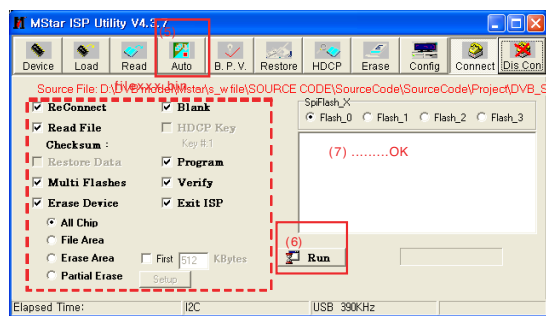 MStar ISP Utility V4.3.7
(5)
Device Load Read Auto B. P. V. Restore HDCP Erase Config Connect Dis Con
filexxx.bin
Source File: D:\DVB\model\Mstar\s_w file\SOURCE CODE\SourceCode\SourceCode\Project\DVB_S
ReConnect Blank
SpiFlash_X
Flash_0 Flash_1 Flash_2 Flash_3
Read File HDCP Key
Checksum : Key #:1
(7) .........OK
Restore Data Program
Multi Flashes Verify
Erase Device Exit ISP
All Chip
File Area
(6)
Erase Area First 512 KBytes
Run
Partial Erase Setup
Elapsed Time: I2C USB 390KHz